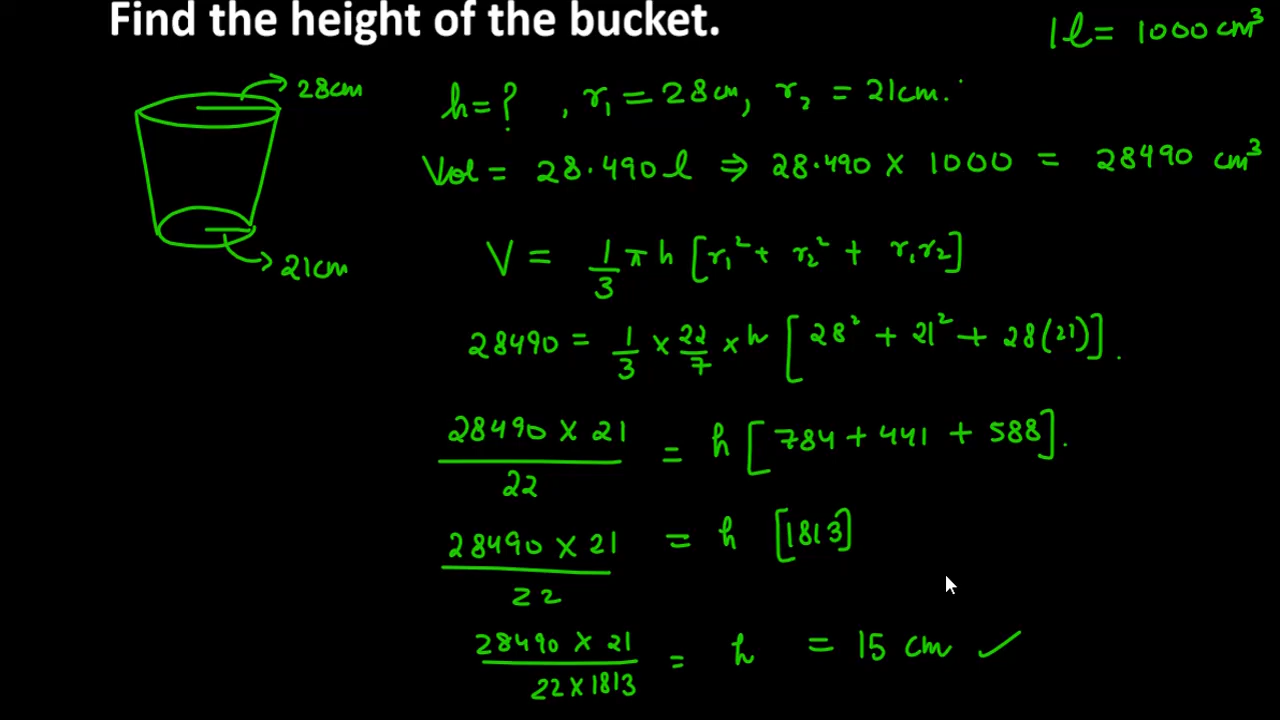 Find the height of the bucket.
1l = 1000 cm³
28cm
h = ? , r₁ = 28cm, r₂ = 21cm.
Vol = 28.490 l ⇒ 28.490 × 1000 = 28490 cm³
21cm
V = 1/3 π h [r₁² + r₂² + r₁r₂]
28490 = 1/3 × 22/7 × h [28² + 21² + 28(21)].
28490 × 21 / 22 = h [784 + 441 + 588].
28490 × 21 / 22 = h [1813]
28490 × 21 / 22×1813 = h = 15 cm ✓